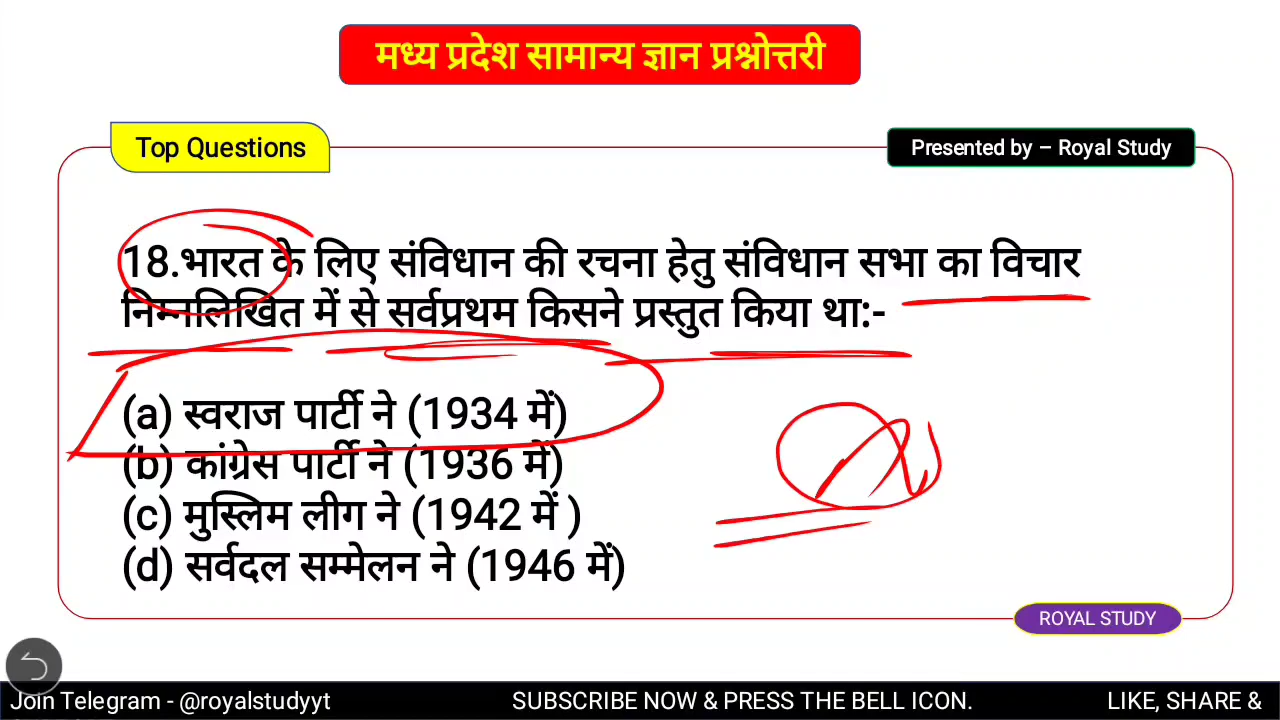 मध्य प्रदेश सामान्य ज्ञान प्रश्नोत्तरी
Top Questions
Presented by – Royal Study
18.भारत के लिए संविधान की रचना हेतु संविधान सभा का विचार
निम्नलिखित में से सर्वप्रथम किसने प्रस्तुत किया था:-
(a) स्वराज पार्टी ने (1934 में)
(b) कांग्रेस पार्टी ने (1936 में)
(c) मुस्लिम लीग ने (1942 में )
(d) सर्वदल सम्मेलन ने (1946 में)
ROYAL STUDY
Join Telegram - @royalstudyyt SUBSCRIBE NOW & PRESS THE BELL ICON. LIKE, SHARE &